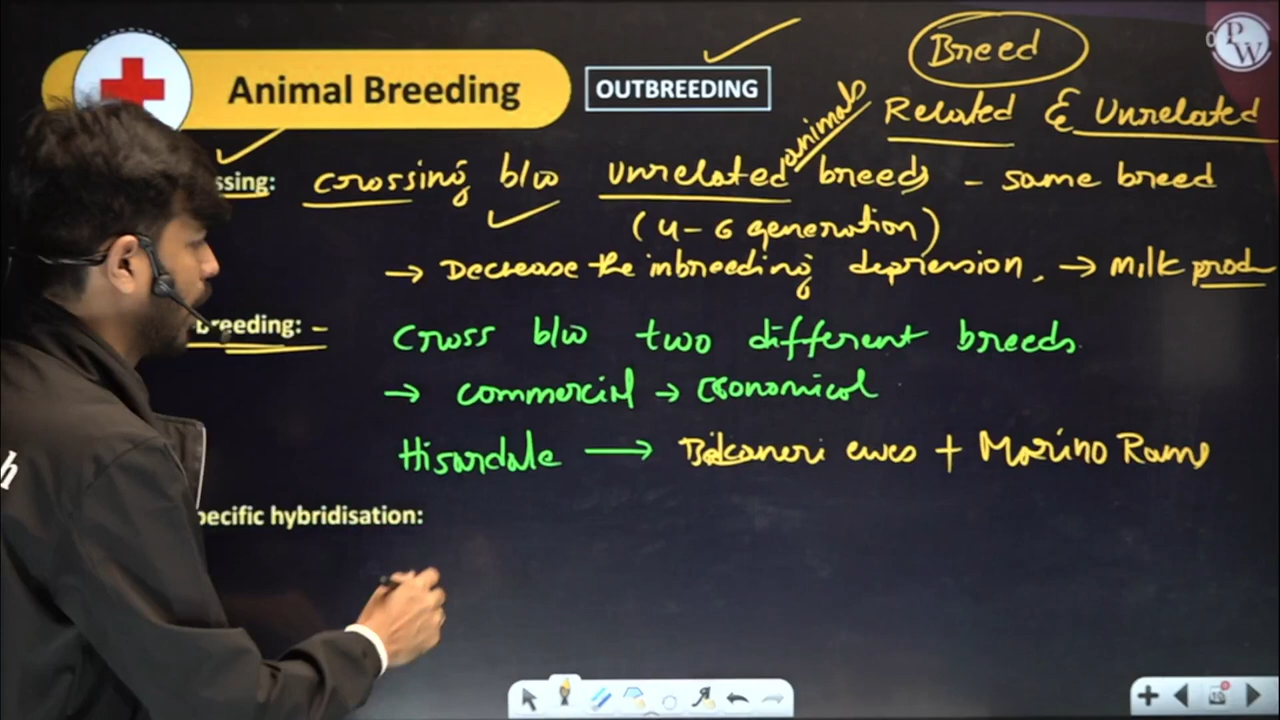 Breed
PW
Animal Breeding
OUTBREEDING
Related & Unrelated
animals
ssing: crossing b/w unrelated breeds - same breed
(4-6 generation)
→ Decrease the inbreeding depression, → Milk prod
breeding: - cross b/w two different breeds.
→ commercial → Economical
Hisardale → Bikaneri ewes + Marino Rams
h
pecific hybridisation: